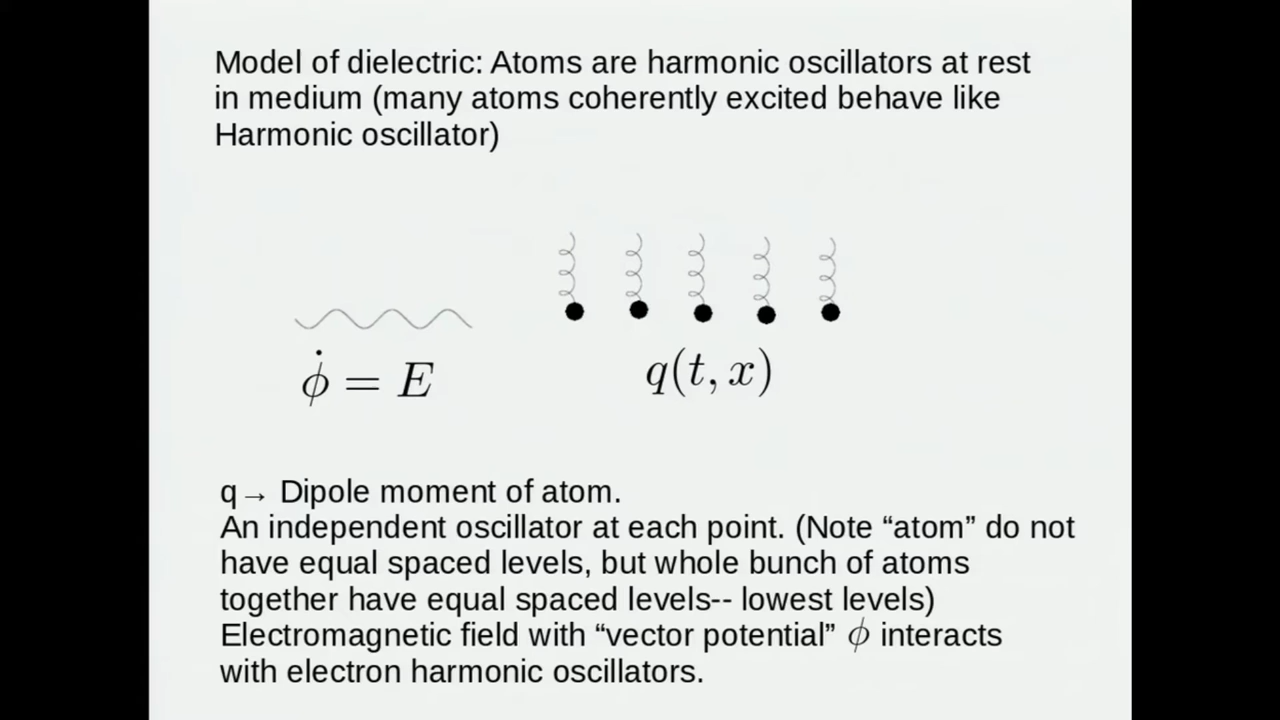 Model of dielectric: Atoms are harmonic oscillators at rest
in medium (many atoms coherently excited behave like
Harmonic oscillator)
ϕ̇ = E
q(t, x)
q→ Dipole moment of atom.
An independent oscillator at each point. (Note “atom” do not
have equal spaced levels, but whole bunch of atoms
together have equal spaced levels-- lowest levels)
Electromagnetic field with “vector potential” ϕ interacts
with electron harmonic oscillators.